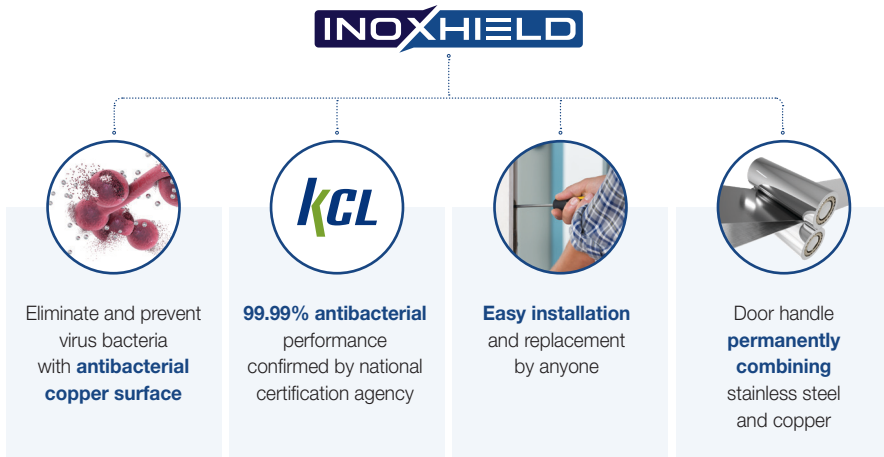 INOXHIELD
KCL
Eliminate and prevent
virus bacteria
with antibacterial
copper surface
99.99% antibacterial
performance
confirmed by national
certification agency
Easy installation
and replacement
by anyone
Door handle
permanently
combining
stainless steel
and copper